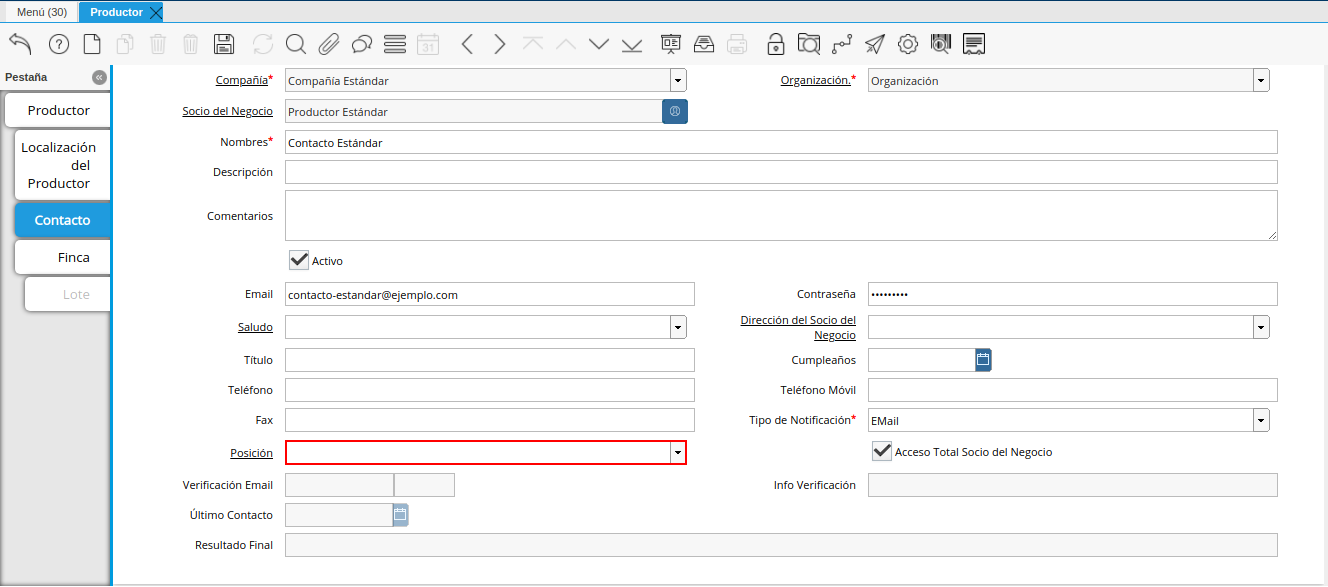 Menú (30) Productor
31
Pestaña
Productor
Localización
del
Productor
Contacto
Finca
Lote
Compañía* Compañía Estándar Organización.* Organización
Socio del Negocio Productor Estándar
Nombres* Contacto Estándar
Descripción
Comentarios
Activo
Email contacto-estandar@ejemplo.com Contraseña •••••••••
Saludo Dirección del Socio del
Negocio
Título Cumpleaños
Teléfono Teléfono Móvil
Fax Tipo de Notificación* EMail
Posición Acceso Total Socio del Negocio
Verificación Email Info Verificación
Último Contacto
Resultado Final